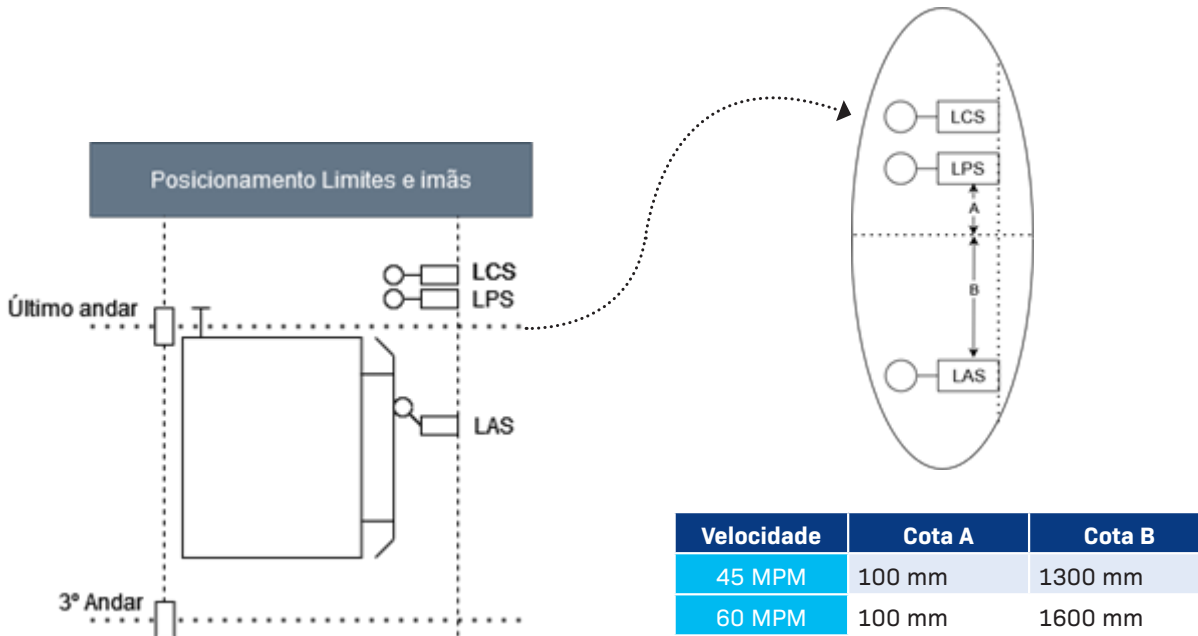 Posicionamento Limites e imãs
LCS
LPS
Último andar
LAS
3º Andar
LCS
LPS
A
B
LAS
Velocidade Cota A Cota B
45 MPM 100 mm 1300 mm
60 MPM 100 mm 1600 mm